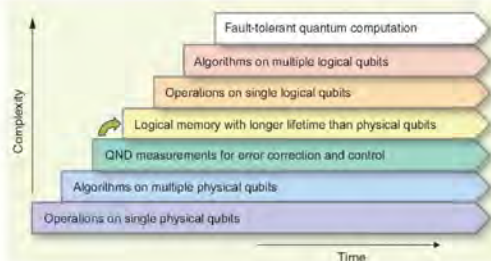 Fault-tolerant quantum computation
Algorithms on multiple logical qubits
Operations on single logical qubits
Logical memory with longer lifetime than physical qubits
QND measurements for error correction and control
Algorithms on multiple physical qubits
Operations on single physical qubits
Complexity
Time